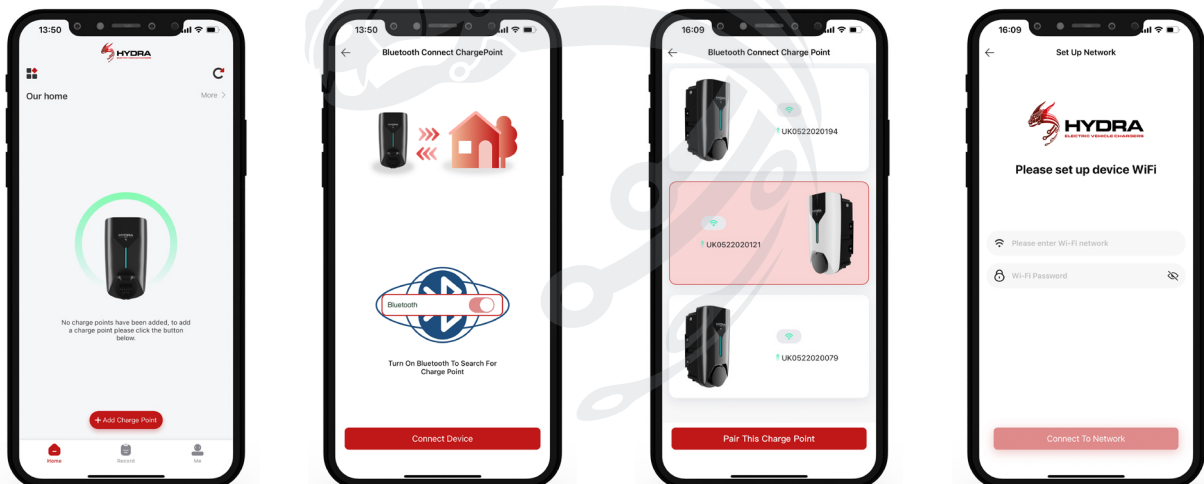 13:50
HYDRA
ELECTRIC VEHICLE CHARGERS
Our home
More >
No charge points have been added, to add
a charge point please click the button
below.
+ Add Charge Point
Home
Record
Me
13:50
Bluetooth Connect ChargePoint
Bluetooth
Turn On Bluetooth To Search For
Charge Point
Connect Device
16:09
Bluetooth Connect Charge Point
UK0522020194
UK0522020121
UK0522020079
Pair This Charge Point
16:09
Set Up Network
HYDRA
ELECTRIC VEHICLE CHARGERS
Please set up device WiFi
Please enter Wi-Fi network
Wi-Fi Password
Connect To Network